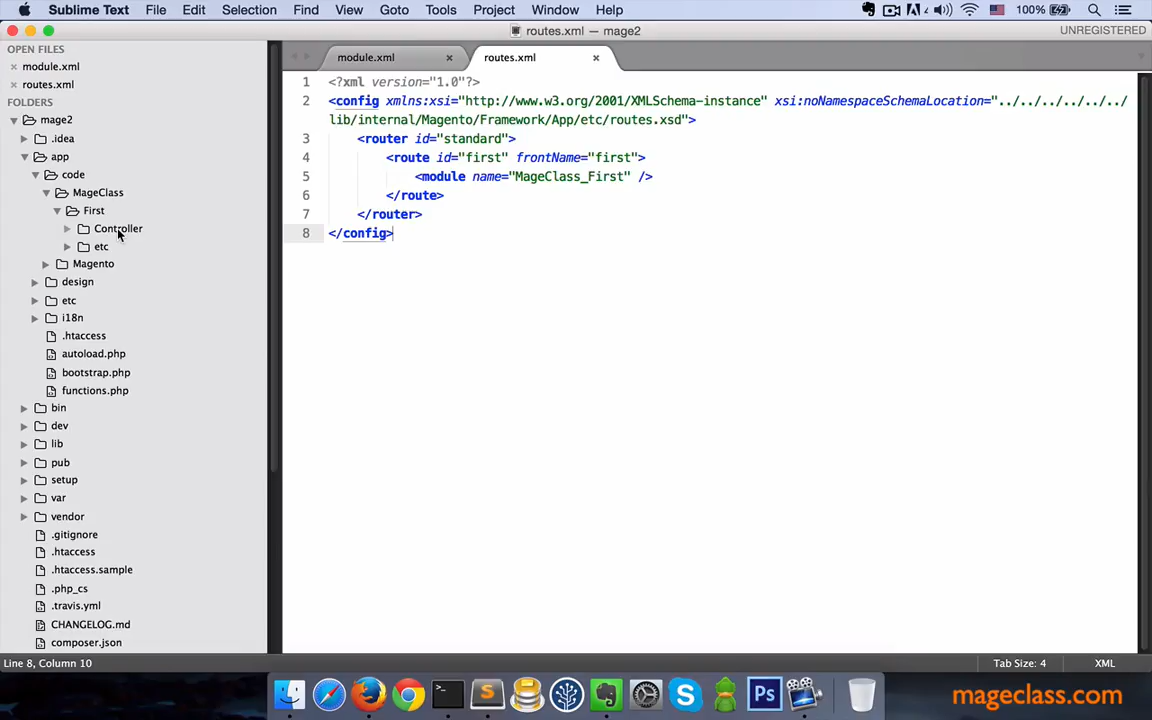 Sublime Text File Edit Selection Find View Goto Tools Project Window Help 4 100%
routes.xml — mage2 UNREGISTERED
OPEN FILES
module.xml
routes.xml
FOLDERS
mage2
.idea
app
code
MageClass
First
Controller
etc
Magento
design
etc
i18n
.htaccess
autoload.php
bootstrap.php
functions.php
bin
dev
lib
pub
setup
var
vendor
.gitignore
.htaccess
.htaccess.sample
.php_cs
.travis.yml
CHANGELOG.md
composer.json
module.xml routes.xml
1 <?xml version="1.0"?>
2 <config xmlns:xsi="http://www.w3.org/2001/XMLSchema-instance" xsi:noNamespaceSchemaLocation="../../../../../../
lib/internal/Magento/Framework/App/etc/routes.xsd">
3 <router id="standard">
4 <route id="first" frontName="first">
5 <module name="MageClass_First" />
6 </route>
7 </router>
8 </config>
Line 8, Column 10 Tab Size: 4 XML
Ps
mageclass.com